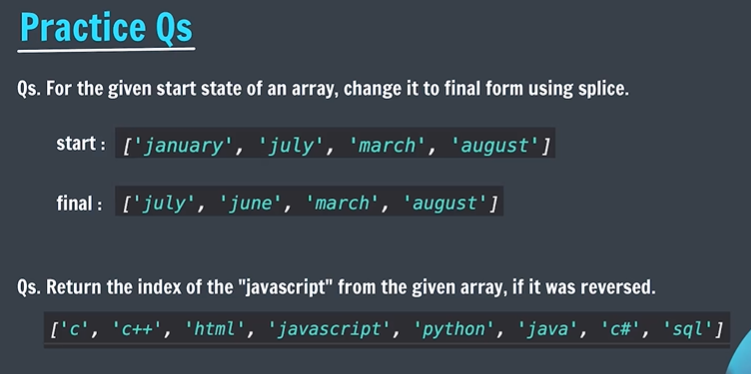 Practice Qs
Qs. For the given start state of an array, change it to final form using splice.
start : ['january', 'july', 'march', 'august']
final : ['july', 'june', 'march', 'august']
Qs. Return the index of the "javascript" from the given array, if it was reversed.
['c', 'c++', 'html', 'javascript', 'python', 'java', 'c#', 'sql']